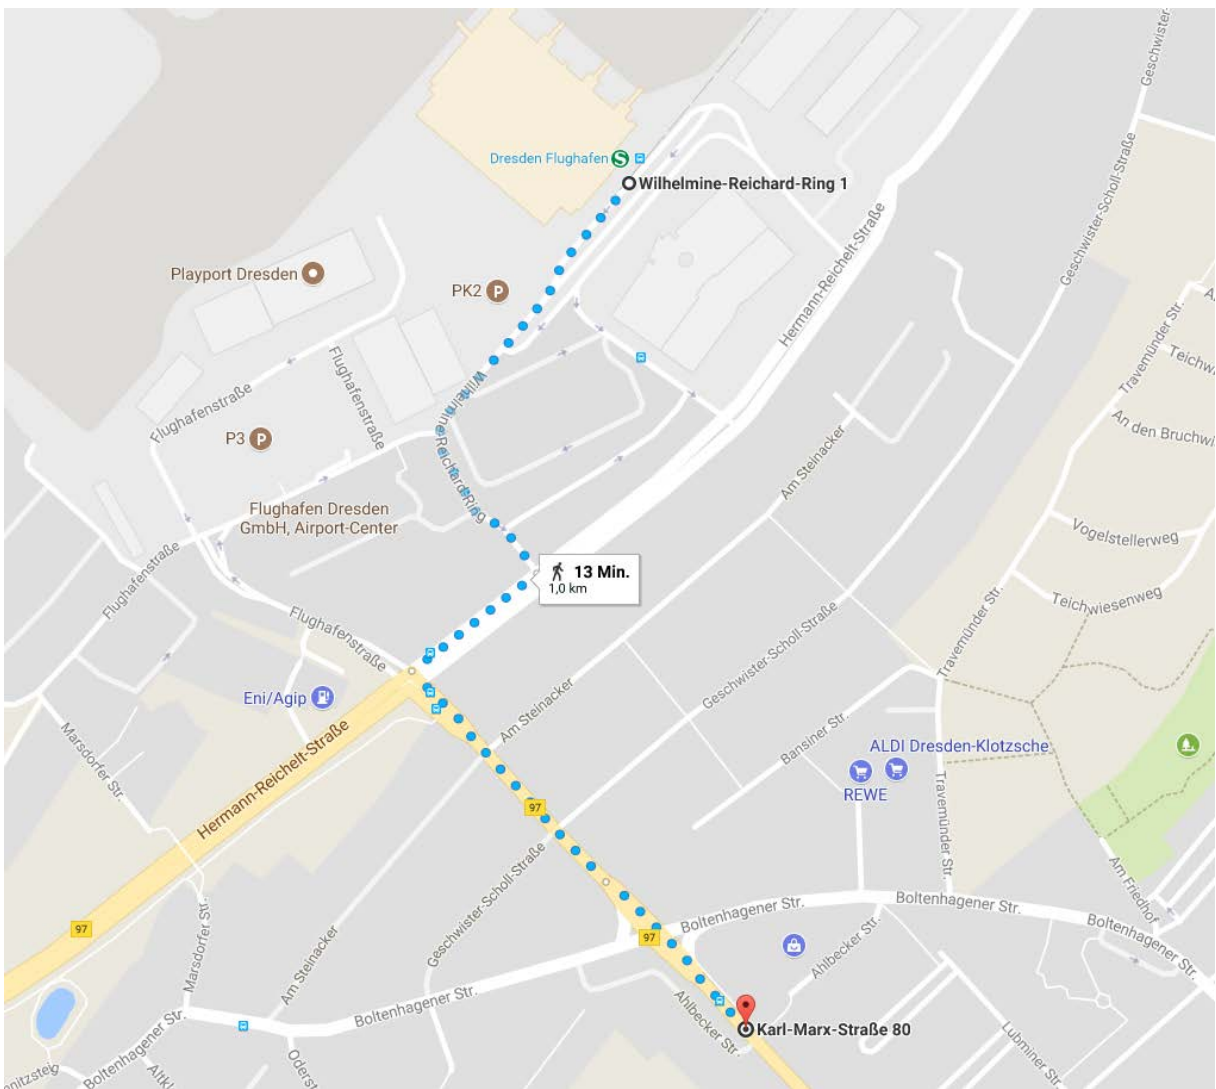 Geschwister-
Dresden Flughafen
S
Wilhelmine-Reichard-Ring 1
Geschwister-Scholl-Straße
Hermann-Reichelt-Straße
Playport Dresden
PK2
P
Travemünder Str.
Teichwi
Flughafenstraße
Flughafenstraße
Wilhelmine-Reichard-Ring
P3
P
An den Bruchwi
Am Steinacker
Flughafen Dresden
GmbH, Airport-Center
Vogelstellerweg
Flughafenstraße
13 Min.
1,0 km
Teichwiesenweg
Flughafenstraße
Travemünder Str.
Geschwister-Scholl-Straße
Eni/Agip
Am Steinacker
Marsdorfer Str.
Hermann-Reichelt-Straße
Bansiner Str.
ALDI Dresden-Klotzsche
REWE
97
Travemünder Str.
Geschwister-Scholl-Straße
Am Friedhof
97
97
Boltenhagener Str.
Boltenhagener Str.
Boltenhagener Str.
Marsdorfer Str.
Am Steinacker
Ahlbecker Str.
Boltenhagener Str.
Ahlbecker Str.
Karl-Marx-Straße 80
Lubminer Str.
Boltenhagener Str.
nitzsteig
Altkl
Oderst